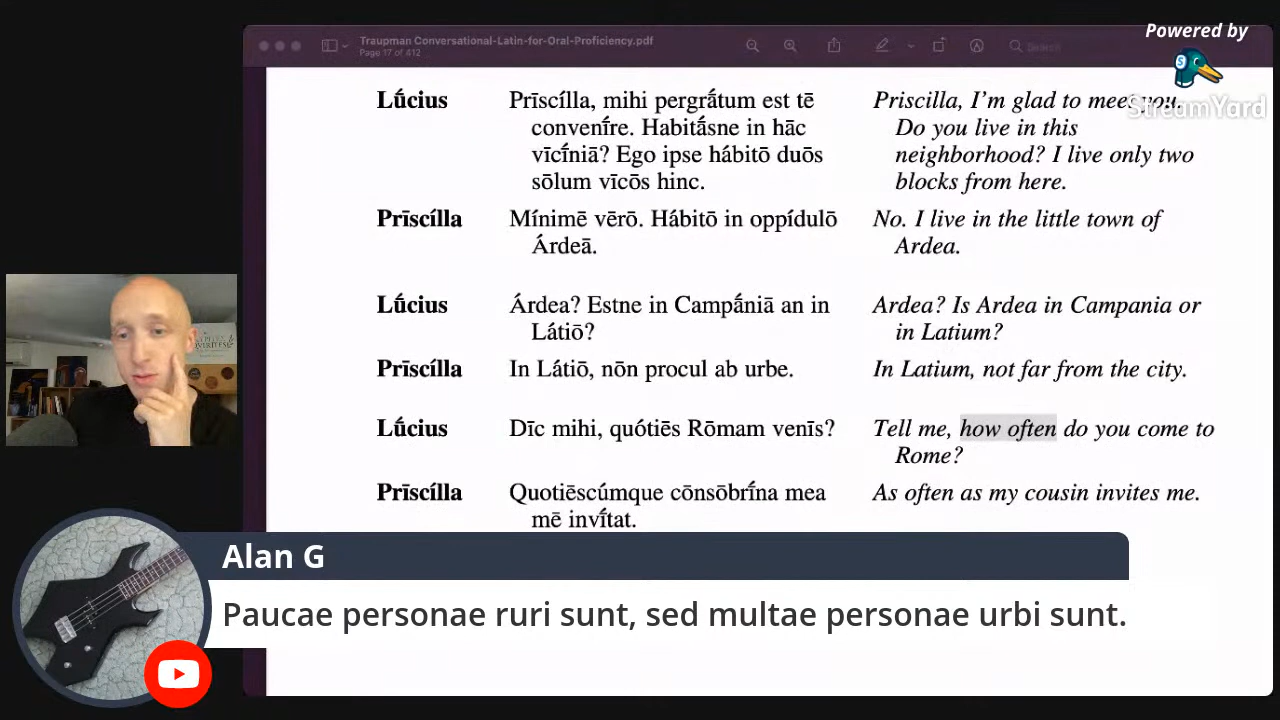 Powered by
StreamYard
Traupman Conversational-Latin-for-Oral-Proficiency.pdf
Page 17 of 412
Search
Lū́cius Prīscílla, mihi pergrā́tum est tē Priscilla, I'm glad to meet you.
convenī́re. Habitā́sne in hāc Do you live in this
vīcī́niā? Ego ipse hábitō duōs neighborhood? I live only two
sōlum vīcōs hinc. blocks from here.
Prīscílla Mínimē vērō. Hábitō in oppídulō No. I live in the little town of
Árdeā. Ardea.
Lū́cius Árdea? Estne in Campā́niā an in Ardea? Is Ardea in Campania or
Látiō? in Latium?
Prīscílla In Látiō, nōn procul ab urbe. In Latium, not far from the city.
Lū́cius Dīc mihi, quótiēs Rōmam venīs? Tell me, how often do you come to
Rome?
Prīscílla Quotiēscúmque cōnsōbrī́na mea As often as my cousin invites me.
mē invī́tat.
Alan G
Paucae personae ruri sunt, sed multae personae urbi sunt.